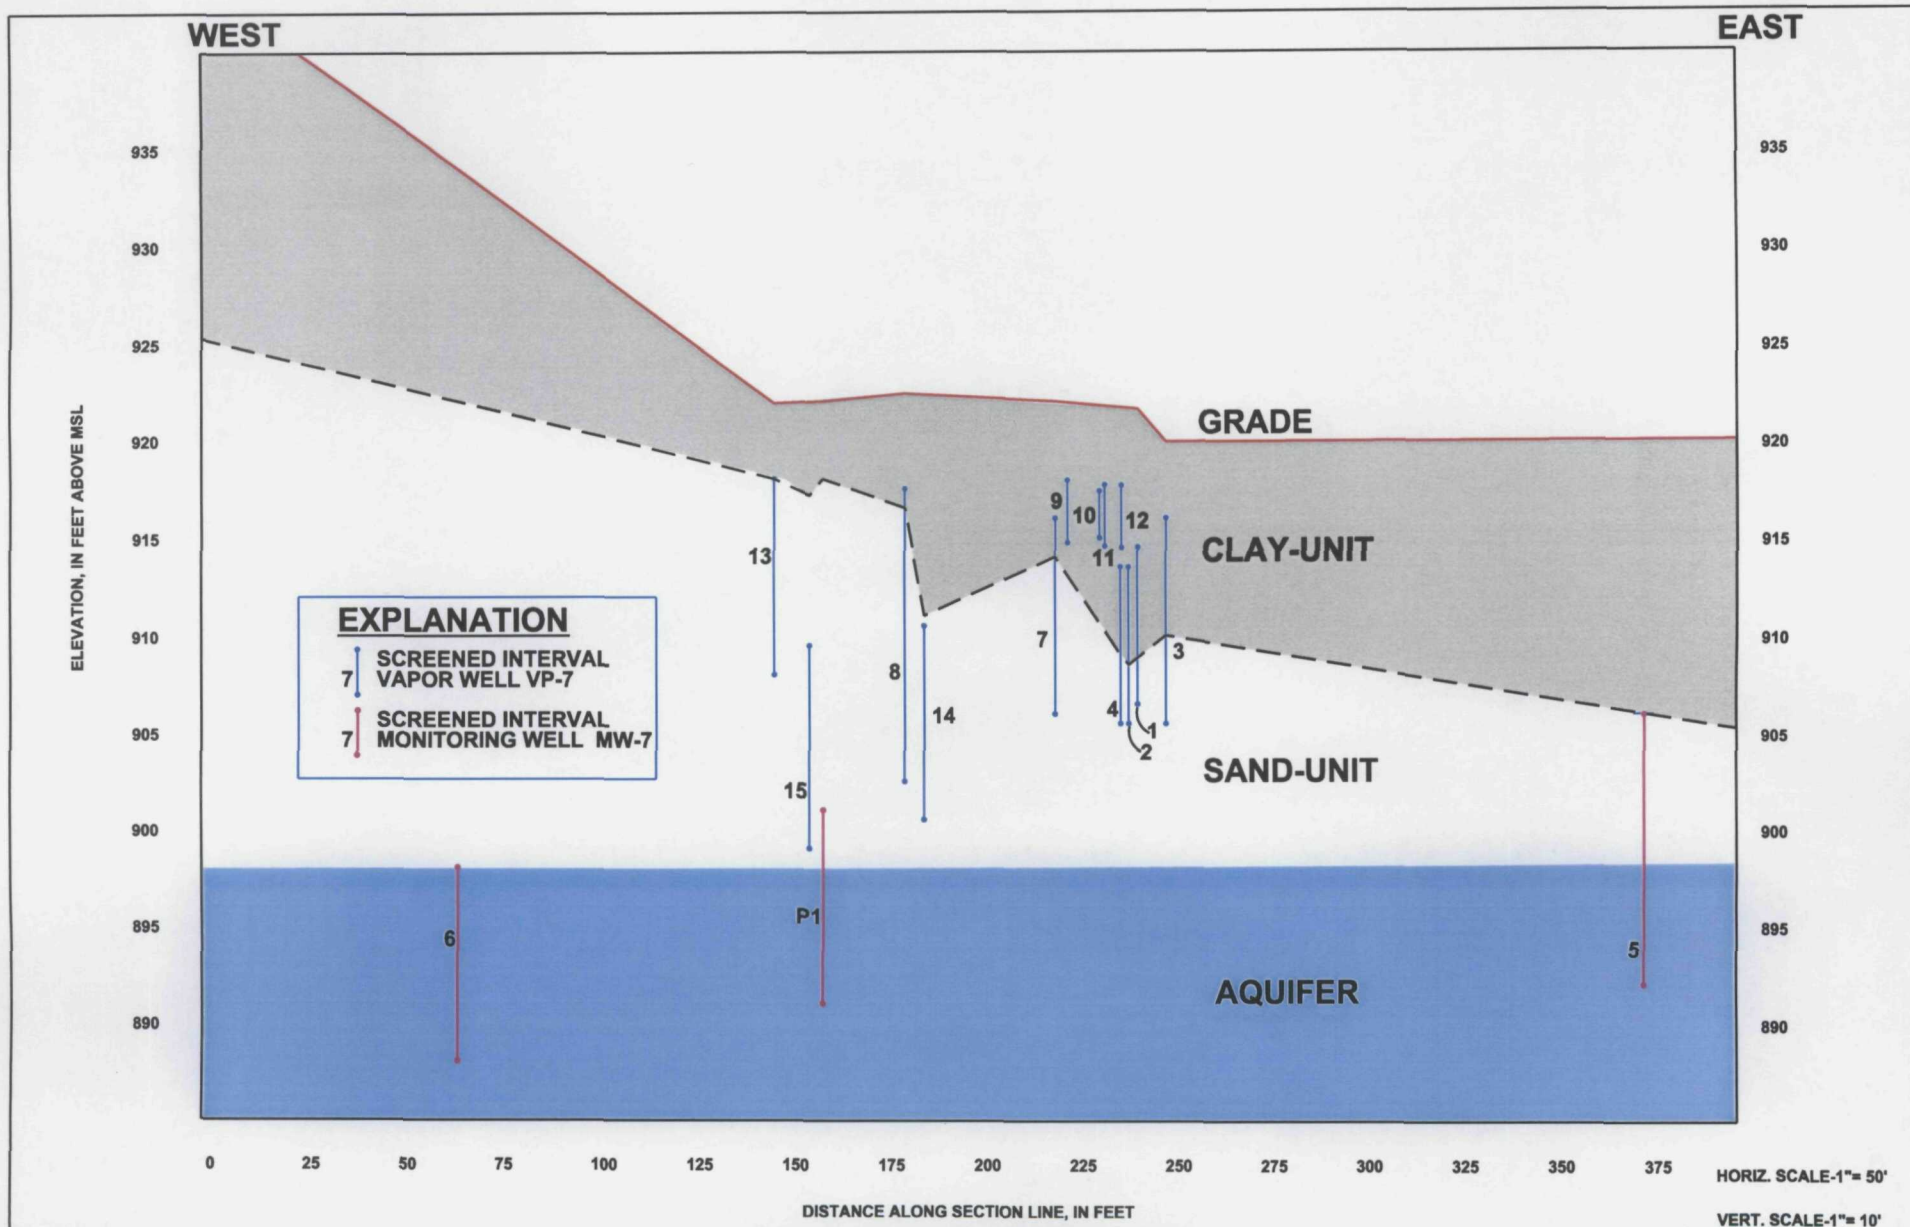 WEST
EAST
935
930
925
920
915
910
905
900
895
890
ELEVATION, IN FEET ABOVE MSL
935
930
925
920
915
910
905
900
895
890
GRADE
CLAY-UNIT
SAND-UNIT
AQUIFER
13
15
8
14
9
10
11
12
7
4
2
1
3
6
P1
5
EXPLANATION
7 SCREENED INTERVAL
VAPOR WELL VP-7
7 SCREENED INTERVAL
MONITORING WELL MW-7
0 25 50 75 100 125 150 175 200 225 250 275 300 325 350 375
DISTANCE ALONG SECTION LINE, IN FEET
HORIZ. SCALE-1"= 50'
VERT. SCALE-1"= 10'